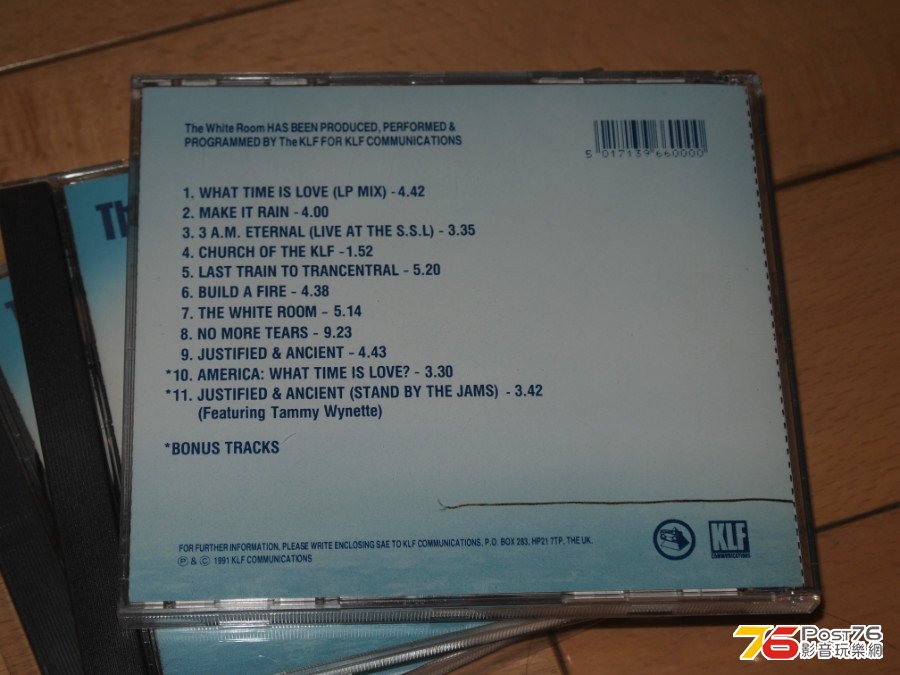 The White Room HAS BEEN PRODUCED, PERFORMED &
PROGRAMMED BY The KLF FOR KLF COMMUNICATIONS
5 017139 660000
1. WHAT TIME IS LOVE (LP MIX) - 4.42
2. MAKE IT RAIN - 4.00
3. 3 A.M. ETERNAL (LIVE AT THE S.S.L) - 3.35
4. CHURCH OF THE KLF - 1.52
5. LAST TRAIN TO TRANCENTRAL - 5.20
6. BUILD A FIRE - 4.38
7. THE WHITE ROOM - 5.14
8. NO MORE TEARS - 9.23
9. JUSTIFIED & ANCIENT - 4.43
*10. AMERICA: WHAT TIME IS LOVE? - 3.30
*11. JUSTIFIED & ANCIENT (STAND BY THE JAMS) - 3.42
(Featuring Tammy Wynette)
*BONUS TRACKS
FOR FURTHER INFORMATION, PLEASE WRITE ENCLOSING SAE TO KLF COMMUNICATIONS, P.O. BOX 283, HP21 7TP, THE UK.
Ⓟ & © 1991 KLF COMMUNICATIONS
KLF
COMMUNICATIONS
Th
76 Post76
影音玩樂網